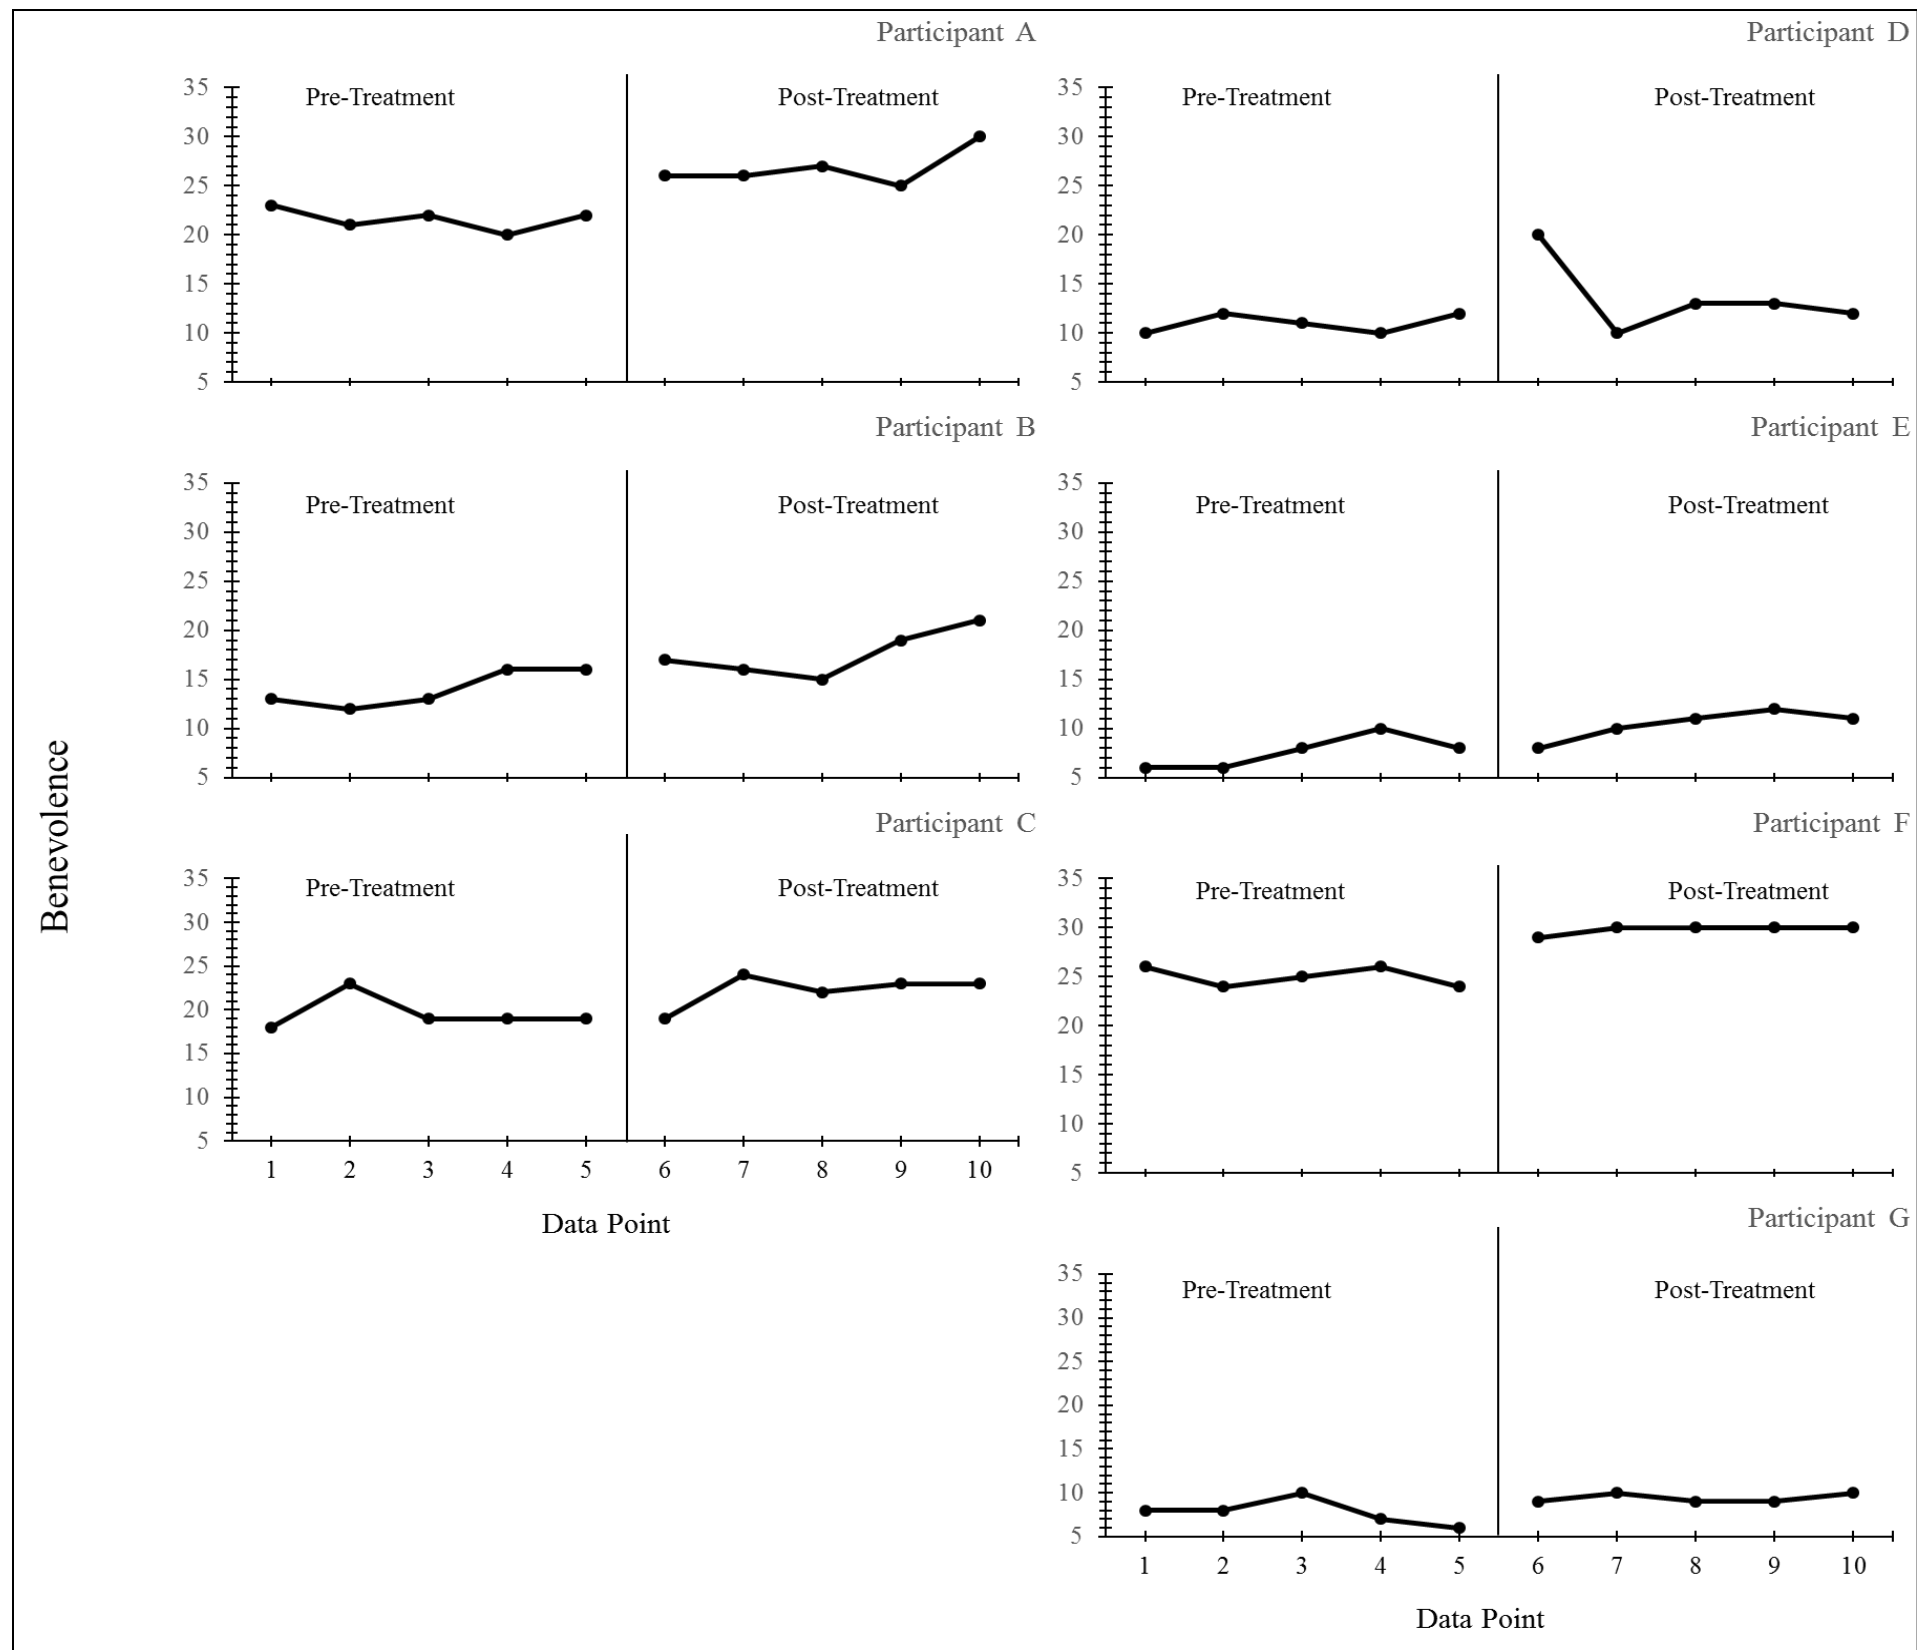 Participant A
35
30
25
20
15
10
5
Pre-Treatment
Post-Treatment
Participant B
35
30
25
20
15
10
5
Pre-Treatment
Post-Treatment
Participant C
35
30
25
20
15
10
5
Pre-Treatment
Post-Treatment
1 2 3 4 5 6 7 8 9 10
Data Point
Benevolence
Participant D
35
30
25
20
15
10
5
Pre-Treatment
Post-Treatment
Participant E
35
30
25
20
15
10
5
Pre-Treatment
Post-Treatment
Participant F
35
30
25
20
15
10
5
Pre-Treatment
Post-Treatment
Participant G
35
30
25
20
15
10
5
Pre-Treatment
Post-Treatment
1 2 3 4 5 6 7 8 9 10
Data Point